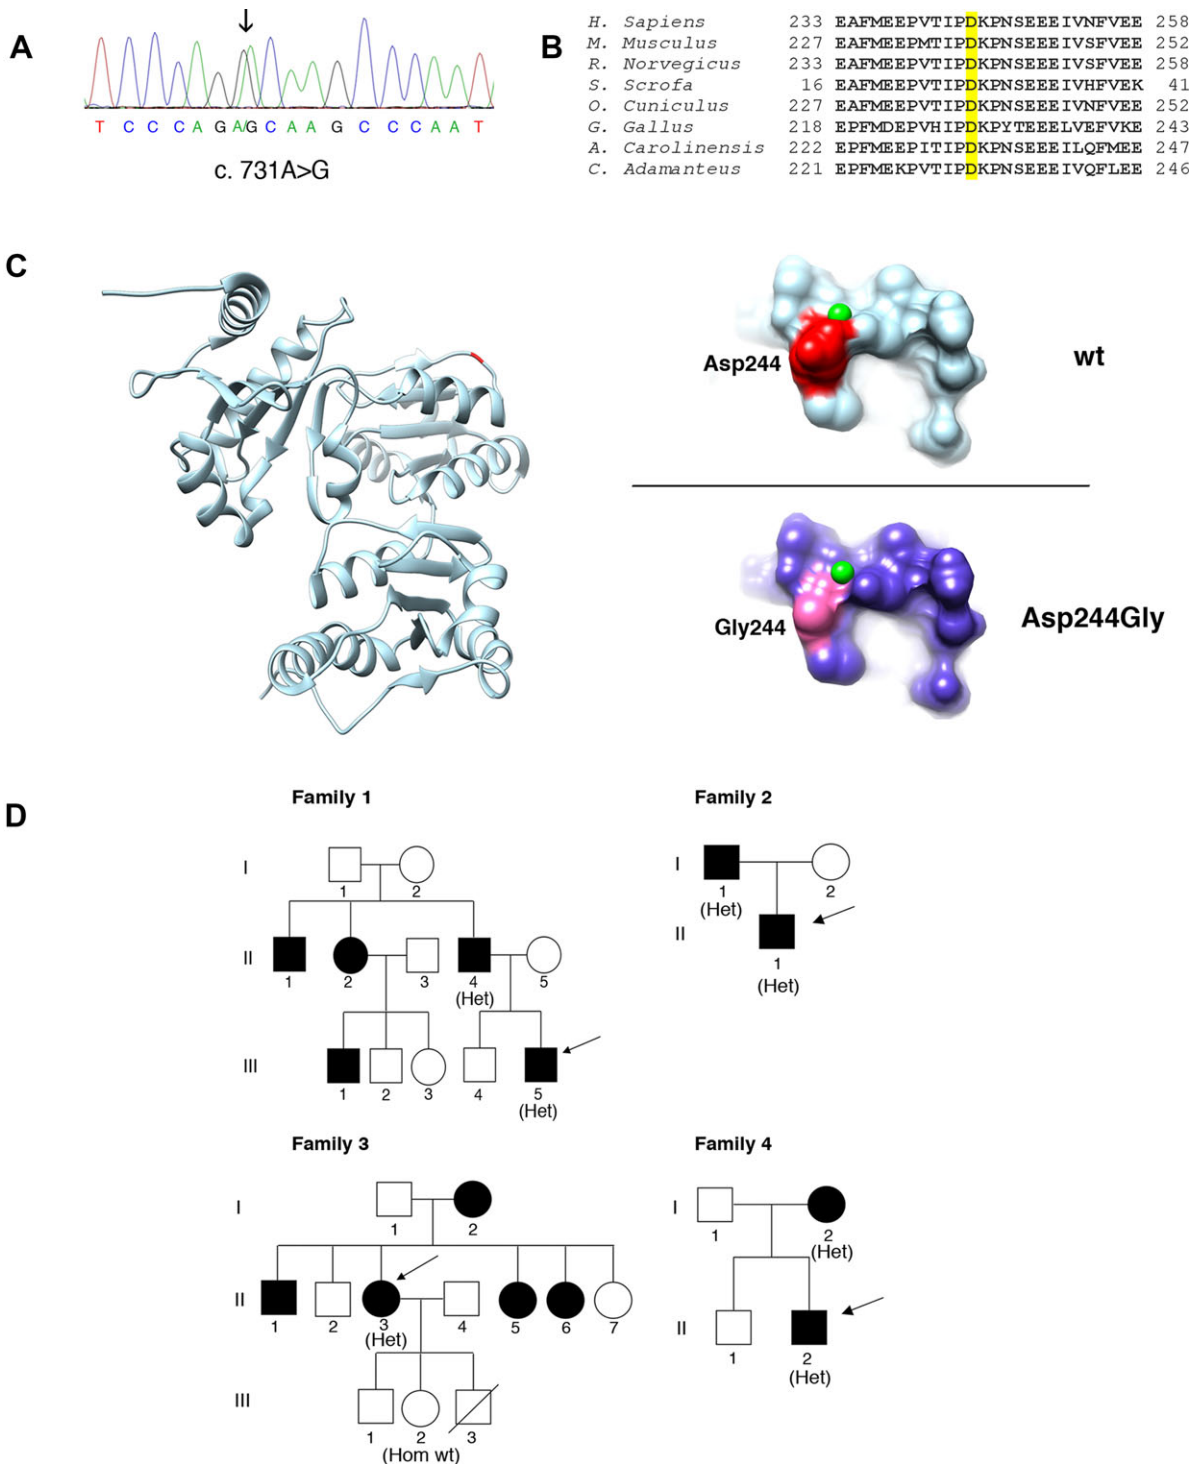 A
T C C C A G A/G C A A G C C C A A T
c. 731A>G
B
H. Sapiens 233 EAFMEEPVTIPDKPNSEEEIVNFVEE 258
M. Musculus 227 EAFMEEPMTIPDKPNSEEEIVSFVEE 252
R. Norvegicus 233 EAFMEEPVTIPDKPNSEEEIVSFVEE 258
S. Scrofa 16 EAFMEEPVTIPDKPNSEEEIVHFVEK 41
O. Cuniculus 227 EAFMEEPVTIPDKPNSEEEIVNFVEE 252
G. Gallus 218 EPFMDEPVHIPDKPYTEEELVEFVKE 243
A. Carolinensis 222 EPFMEEPITIPDKPNSEEEILQFMEE 247
C. Adamanteus 221 EPFMEKPVTIPDKPNSEEEIVQFLEE 246
C
Asp244
wt
Gly244
Asp244Gly
D
Family 1
I
1 2
II
1 2 3 4 5
(Het)
III
1 2 3 4 5
(Het)
Family 2
I
1 2
(Het)
II
1
(Het)
Family 3
I
1 2
II
1 2 3 4 5 6 7
(Het)
III
1 2 3
(Hom wt)
Family 4
I
1 2
(Het)
II
1 2
(Het)